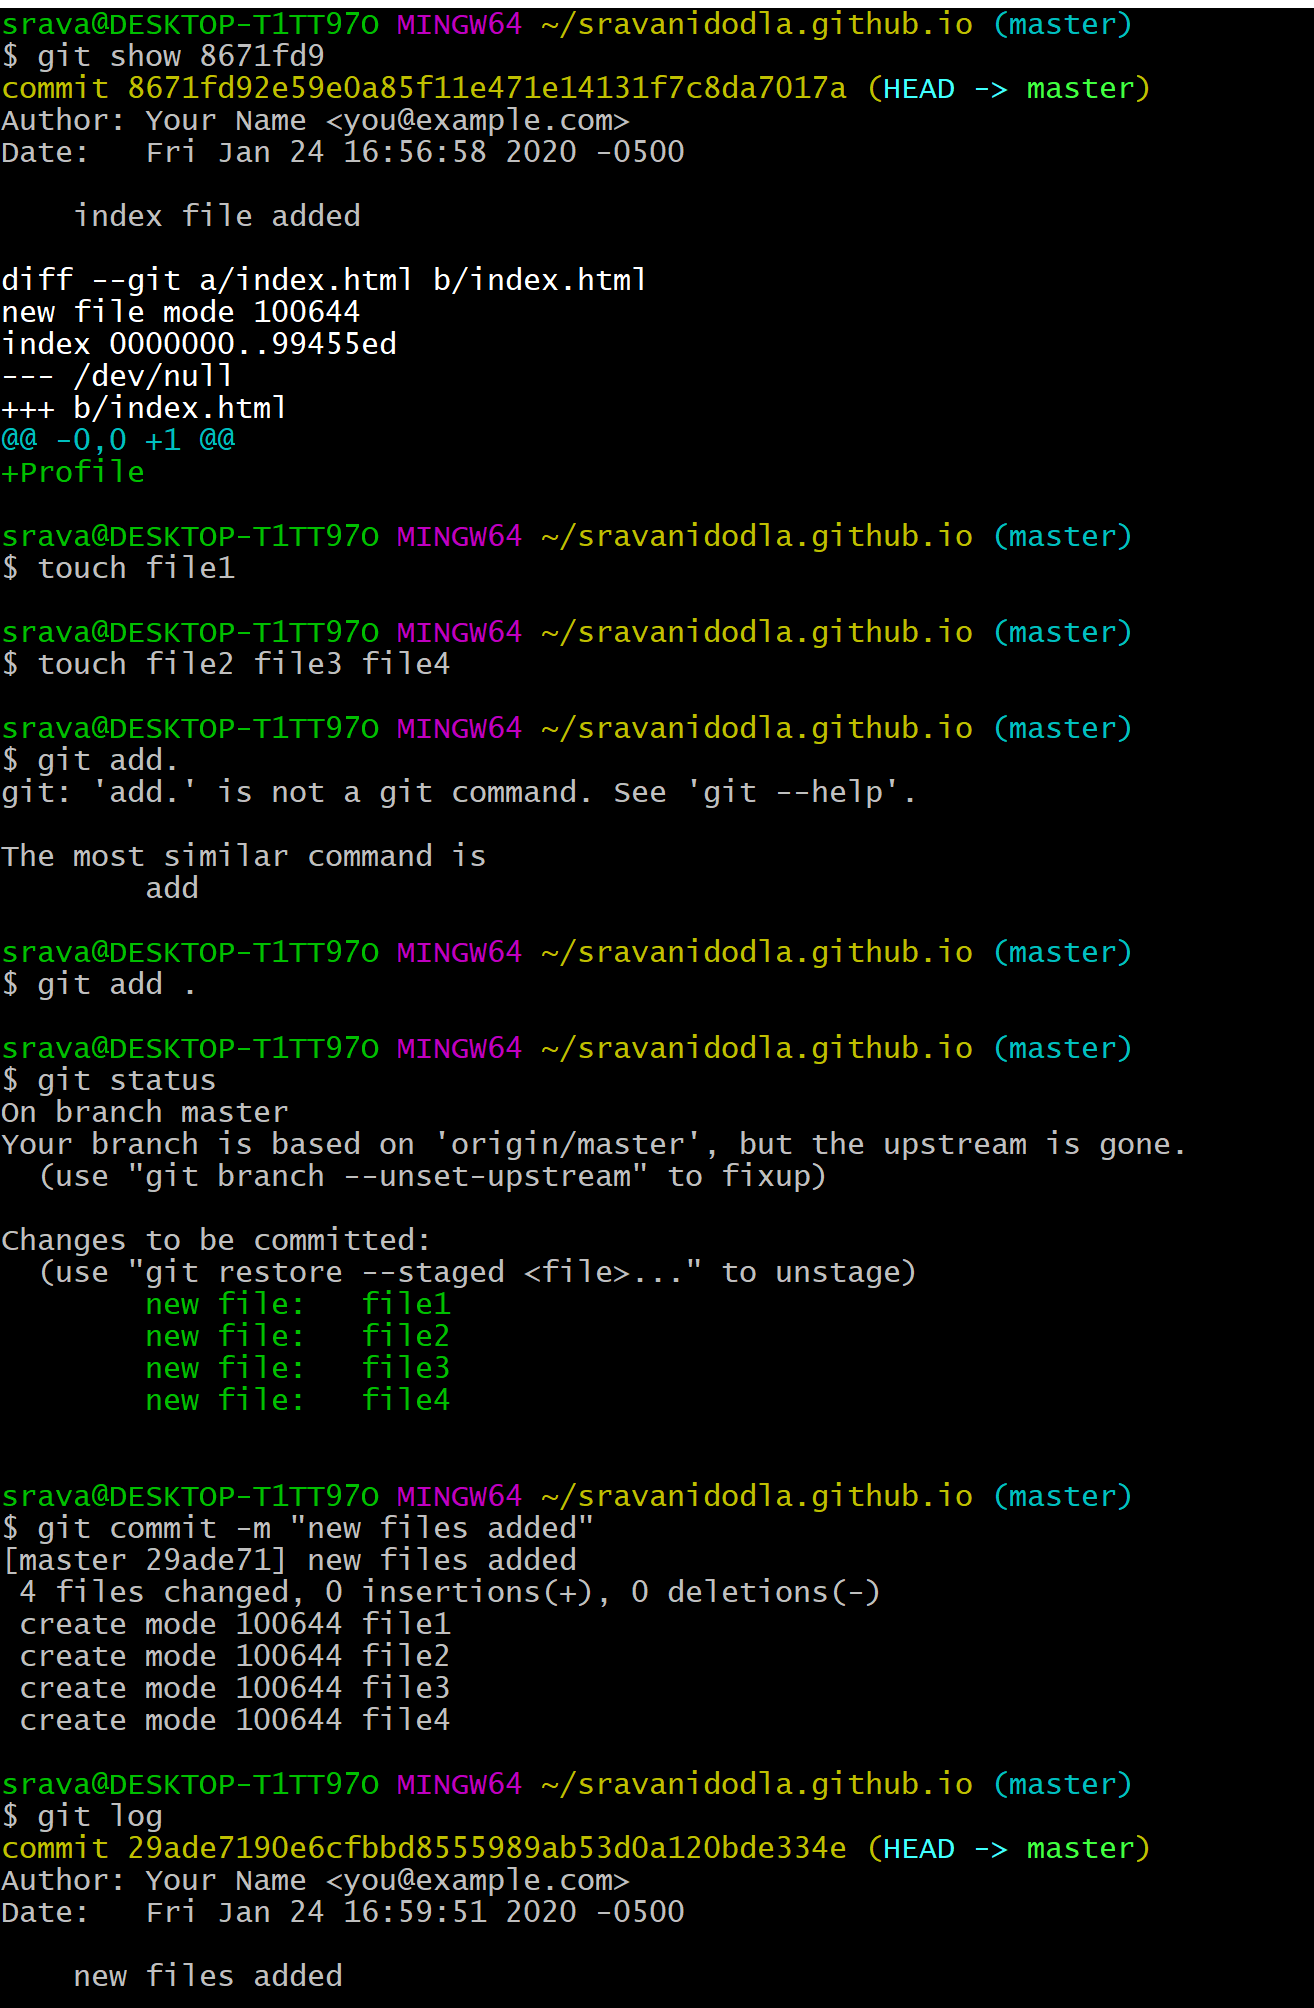 srava@DESKTOP-T1TT97O MINGW64 ~/sravanidodla.github.io (master)
$ git show 8671fd9
commit 8671fd92e59e0a85f11e471e14131f7c8da7017a (HEAD -> master)
Author: Your Name <you@example.com>
Date:   Fri Jan 24 16:56:58 2020 -0500

    index file added

diff --git a/index.html b/index.html
new file mode 100644
index 0000000..99455ed
--- /dev/null
+++ b/index.html
@@ -0,0 +1 @@
+Profile

srava@DESKTOP-T1TT97O MINGW64 ~/sravanidodla.github.io (master)
$ touch file1

srava@DESKTOP-T1TT97O MINGW64 ~/sravanidodla.github.io (master)
$ touch file2 file3 file4

srava@DESKTOP-T1TT97O MINGW64 ~/sravanidodla.github.io (master)
$ git add.
git: 'add.' is not a git command. See 'git --help'.

The most similar command is
        add

srava@DESKTOP-T1TT97O MINGW64 ~/sravanidodla.github.io (master)
$ git add .

srava@DESKTOP-T1TT97O MINGW64 ~/sravanidodla.github.io (master)
$ git status
On branch master
Your branch is based on 'origin/master', but the upstream is gone.
  (use "git branch --unset-upstream" to fixup)

Changes to be committed:
  (use "git restore --staged <file>..." to unstage)
        new file:   file1
        new file:   file2
        new file:   file3
        new file:   file4


srava@DESKTOP-T1TT97O MINGW64 ~/sravanidodla.github.io (master)
$ git commit -m "new files added"
[master 29ade71] new files added
 4 files changed, 0 insertions(+), 0 deletions(-)
 create mode 100644 file1
 create mode 100644 file2
 create mode 100644 file3
 create mode 100644 file4

srava@DESKTOP-T1TT97O MINGW64 ~/sravanidodla.github.io (master)
$ git log
commit 29ade7190e6cfbbd8555989ab53d0a120bde334e (HEAD -> master)
Author: Your Name <you@example.com>
Date:   Fri Jan 24 16:59:51 2020 -0500

    new files added